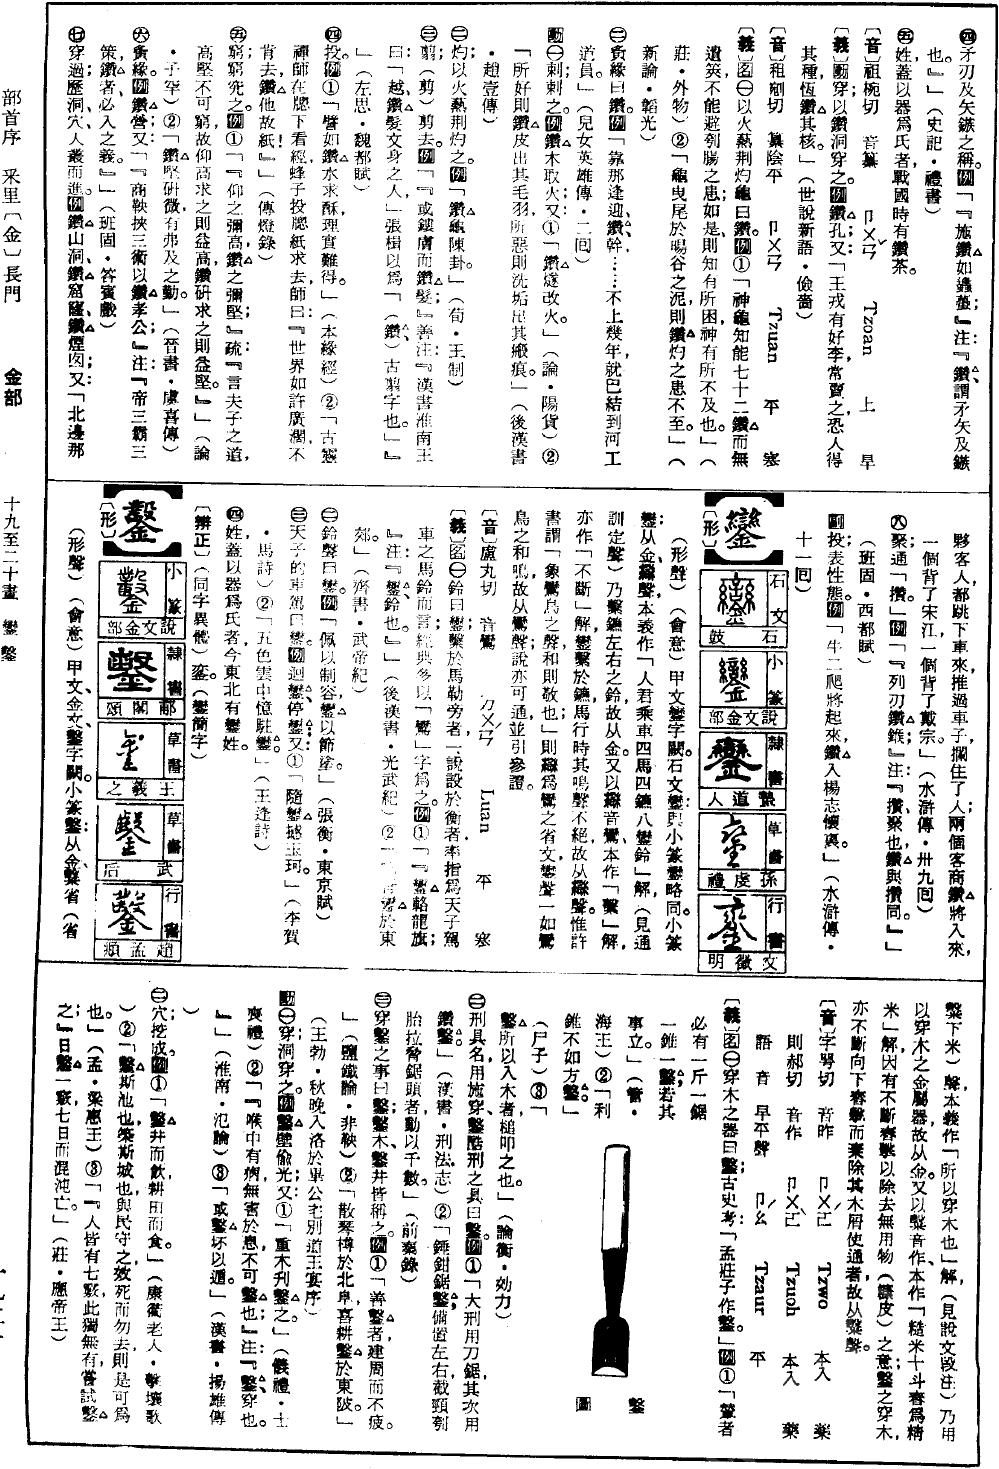 ㊃矛刃及矢鏃之稱。例「『施鑽如蠭蠆』;注:『鑽、謂矛矢及鏃
也。』」(史記・禮書)
㊄姓;蓋以器爲氏者,戰國時有鑽茶。
〔音〕祖椀切 音纂 ㄗㄨㄢˇ Tzoan 上 旱
〔義〕動穿以鑽洞穿之。例鑽孔。又:「王戎有好李,常賣之,恐人得
其種,恆鑽其核。」(世說新語・儉嗇)
〔音〕租剜切 纂陰平 ㄗㄨㄢ Tzuan 平 寒
〔義〕名㊀以火熱荊灼龜曰鑽。例①「神龜知能七十二鑽而無
遺筴,不能避刳腸之患;如是,則知有所困,神有所不及也。」(
莊・外物)②「龜曳尾於暘谷之泥,則鑽灼之患不至。」(
新論・韜光)
㊁夤緣曰鑽。例「靠那逢迎、鑽幹,……不上幾年,就巴結到河工
道員。」(兒女英雄傳・二回)
動㊀刺;刺之。例鑽木取火。又:①「鑽燧改火。」(論・陽貨)②
「所好則鑽皮出其毛羽,所惡則洗垢出其瘢痕。」(後漢書
・趙壹傳)
㊁灼;以火熱荊灼之。例「鑽龜陳卦。」(荀・王制)
㊂翦(剪);剪去。例「『或鏤膚而鑽髮』善注:『漢書淮南王
曰:「越,鑽髮文身之人。」張楫以爲:「(鑽)古翦字也。」』
」(左思・魏都賦)
㊃投。例①「譬如鑽水求酥,理實難得。」(本緣經)②「古靈
禪師在牕下看經,蜂子投牕紙求去;師曰:『世界如許廣濶不
肯去,鑽他故紙!』」(傳燈錄)
㊄窮;窮究之。例①「『仰之彌高,鑽之彌堅』疏:『言夫子之道,
高堅不可窮,故仰高求之則益高,鑽研求之則益堅。』」(論
・子罕)②「鑽堅研微,有弗及之勤。」(晉書・虞喜傳)
㊅夤緣。例鑽營。又:「『商鞅挾三術以鑽孝公』注:『帝三霸三
策,鑽者必入之義。』」(班固・答賓戲)
㊆穿過;歷洞、穴、人叢而進。例鑽山洞、鑽窟窿、鑽煙囪。又:「北邊那
夥客人,都跳下車來,推過車子,攔住了人;兩個客商鑽將入來,
一個背了宋江,一個背了戴宗。」(水滸傳・卅九回)
㊇聚;通「攢」。例「『列刃鑽鍭』注:『攢,聚也,鑽與攢同。』」
(班固・西都賦)
副投;表性態。例「牛二爬將起來,鑽入楊志懷裏。」(水滸傳・
十一回)
鑾〔形〕
石文 石鼓
小篆 說文金部
隸書 繫道人
草書 孫虔禮
行書 文徵明
(形聲)(會意)甲文鑾字闕。石文鑾與小篆鑾略同。小篆
鑾从金,䜌聲,本義作「人君乘車,四馬四鑣,八鑾鈴」解,(見通
訓定聲)乃繫鑣左右之鈴,故从金。又以䜌音鸞,本作「繫」解,
亦作「不斷」解,鑾繫於鑣,馬行時其鳴聲不絕,故从䜌聲。惟許
書謂「象鸞鳥之聲,和則敬也」;則䜌爲鸞之省文,鑾聲一如鸞
鳥之和鳴,故从鸞聲,說亦可通,並引參證。
〔音〕盧丸切 音鸞 ㄌㄨㄢˊ Luan 平 寒
〔義〕名㊀鈴曰鑾;鑾繫於馬勒旁者,一說設於衡者;率指爲天子駕
車之馬鈴而言;經典多以「鸞」字爲之。例①「『鑾輅龍旗』
注:『鑾,鈴也。』」(後漢書・光武紀)②
郊。」(齊書・武帝紀)
㊁鈴聲曰鑾。例「佩以制容,鑾以節塗。」(張衡・東京賦)
㊂天子的車駕曰鑾。例迴鑾、停鑾。又:①「隨鑾撼玉珂。」(李賀
・馬詩)②「五色雲中憶駐鑾。」(王逢詩)
㊃姓;蓋以器爲氏者,今東北有鑾姓。
〔辨正〕(同字異體)銮。(鑾簡字)
鑿〔形〕
小篆 說文金部
隸書 郙閣頌
草書 王羲之
草書 武后
行書 趙孟頫
(形聲)(會意)甲文、金文鑿字闕。小篆鑿:从金,糳省(省
糳下米)聲,本義作「所以穿木也」解,(見說文段注)乃用
以穿木之金屬器,故从金。又以糳音作,本作「糙米十斗舂爲精
米」解;因有不斷舂擊以除去無用物(糠皮)之意;鑿之穿木,
亦不斷向下舂擊而棄除其木屑使通者,故从糳聲。
〔音〕字㖾切 音昨 ㄗㄨㄛˊ Tzwo 本入 藥
則郝切 音作 ㄗㄨㄛˋ Tzuoh 本入 藥
語音 早平聲 ㄗㄠˊ Tzaur 平
〔義〕名㊀穿木之器曰鑿。古史考:「孟莊子作鑿。」例①「輦者
必有一斤一鋸
一錐一鑿,若其
事立。」(管・
海王)②「利
錐不如方鑿。」
(尸子)③「
鑿所以入木者,槌叩之也。」(論衡・効力)
鑿圖
㊁刑具名;用施穿鑿酷刑之具曰鑿。例①「大刑用刀鋸,其次用
鑽鑿。」(漢書・刑法志)②「錘鉗鋸鑿,備置左右,截頸刳
胎拉脅鋸頭者,動以千數。」(前秦錄)
㊂穿鑿之事曰鑿;鑿木、鑿井皆稱之。例①「善鑿者建周而不疲。
」(鹽鐵論・非鞅)②「散琴樽於北阜,喜耕鑿於東陂。」
(王勃・秋晚入洛於畢公宅別道王宴序)
動㊀穿;洞穿之。例鑿壁偷光。又:①「重木刋鑿之。」(儀禮・士
喪禮)②「『喉中有病,無害於息,不可鑿也』注:『鑿,穿也。
』」(淮南・氾論)③「或鑿坏以遁。」(漢書・揚雄傳
)
㊁穴;挖成。例①「鑿井而飲,耕田而食。」(康衢老人・擊壤歌
)②「鑿斯池也,築斯城也,與民守之,效死而勿去,則是可爲
也。」(孟・梁惠王)③「『人皆有七竅,此獨無有,嘗試鑿
之。』日鑿一竅,七日而混沌亡。」(莊・應帝王)
部首序 釆里〔金〕長門 金部 十九至二十畫 鑾鑿